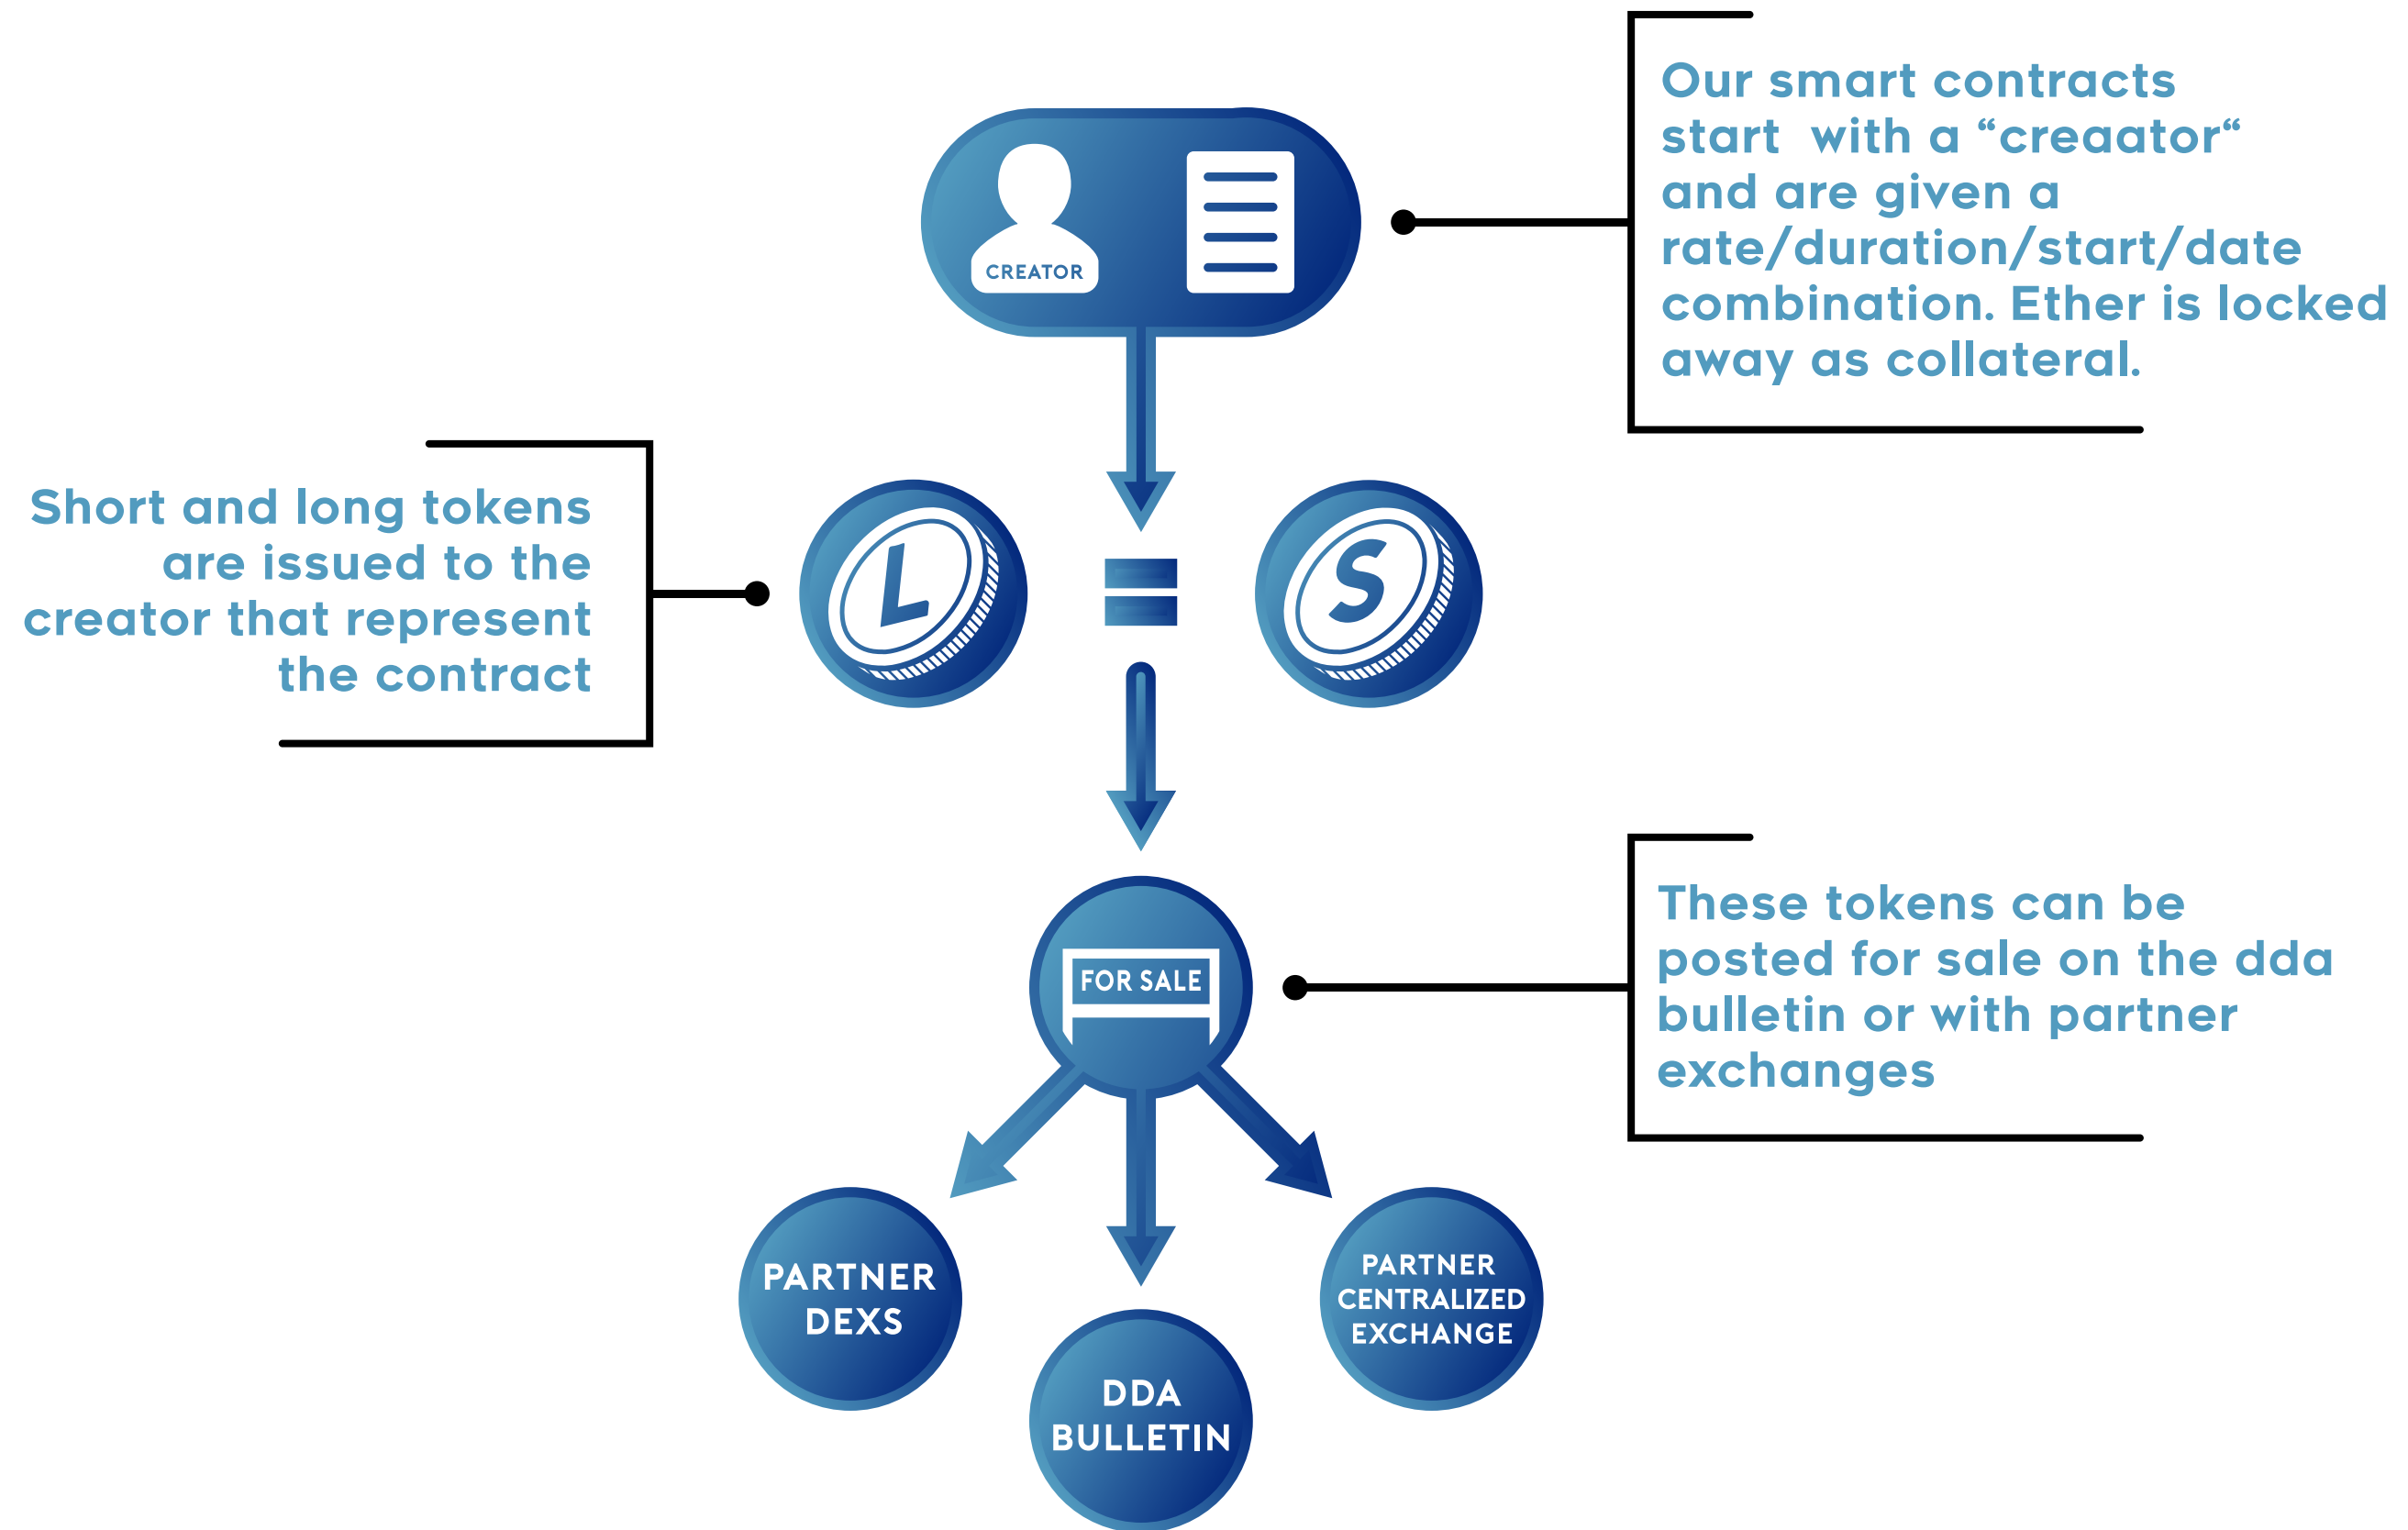 Our smart contracts
start with a “creaator“
and are given a
rate/duration/start/date
combination. Ether is locked
away as collateral.
CREATOR
Short and long tokens
are issued to the
creator that represent
the contract
L
S
These tokens can be
posted for sale on the dda
bulletin or with partner
exchanges
FOR SALE
PARTNER
DEXS
DDA
BULLETIN
PARTNER
CENTRALIZED
EXCHANGE